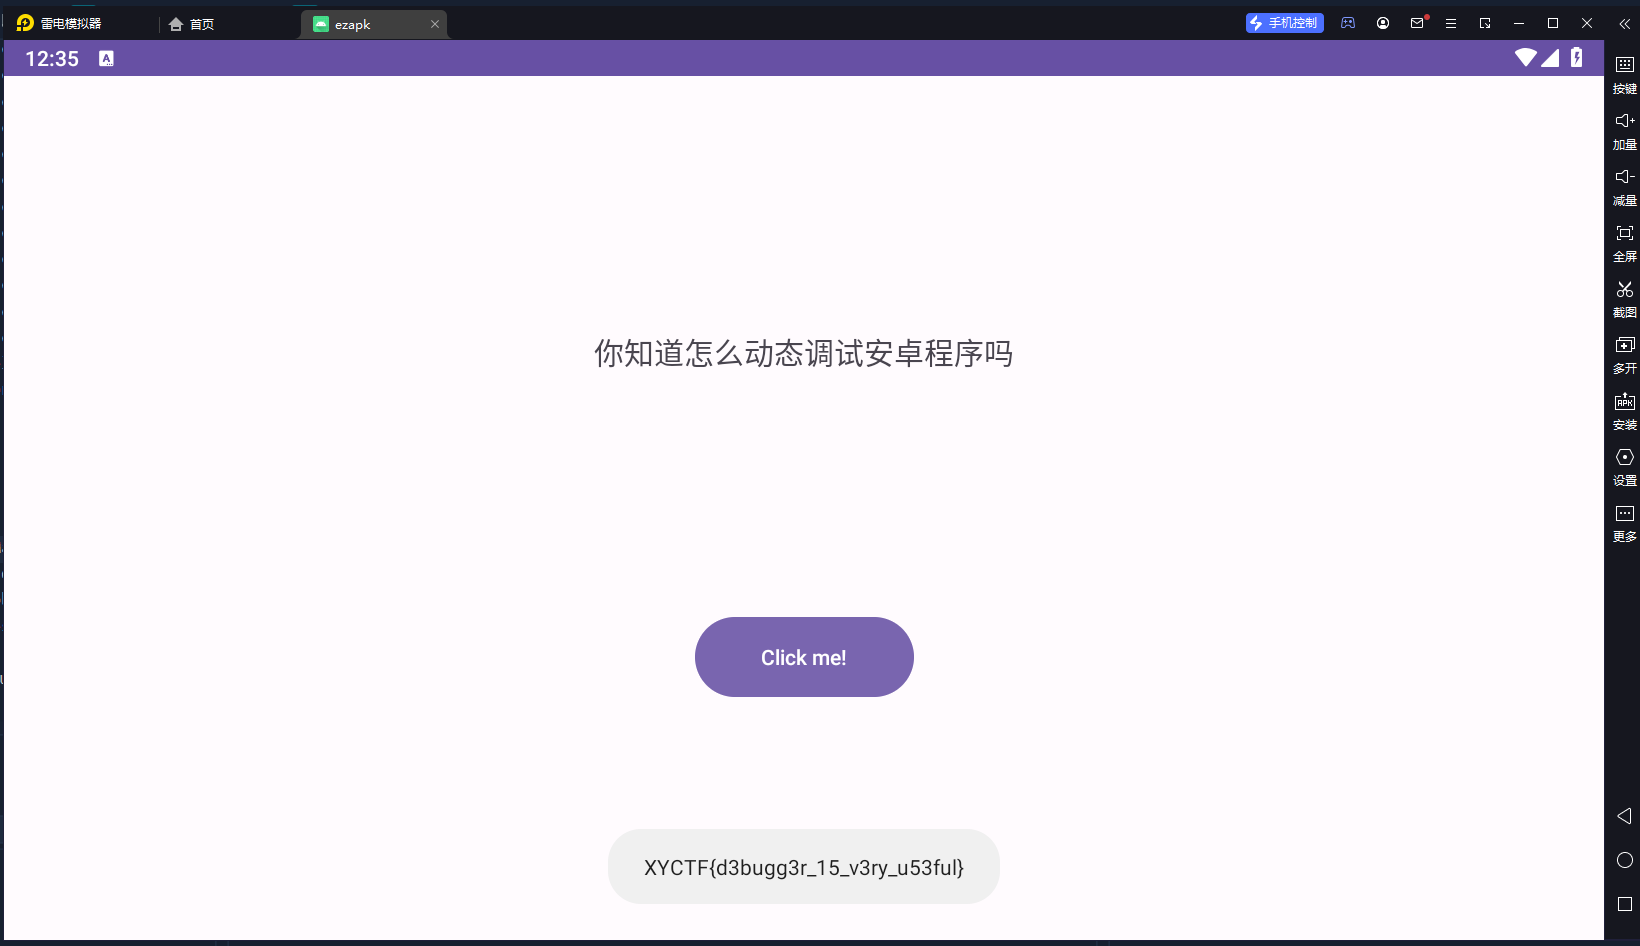 雷电模拟器
首页
ezapk
手机控制
12:35
A
按键
加量
减量
全屏
截图
多开
APK
安装
设置
更多
你知道怎么动态调试安卓程序吗
Click me!
XYCTF{d3bugg3r_15_v3ry_u53ful}